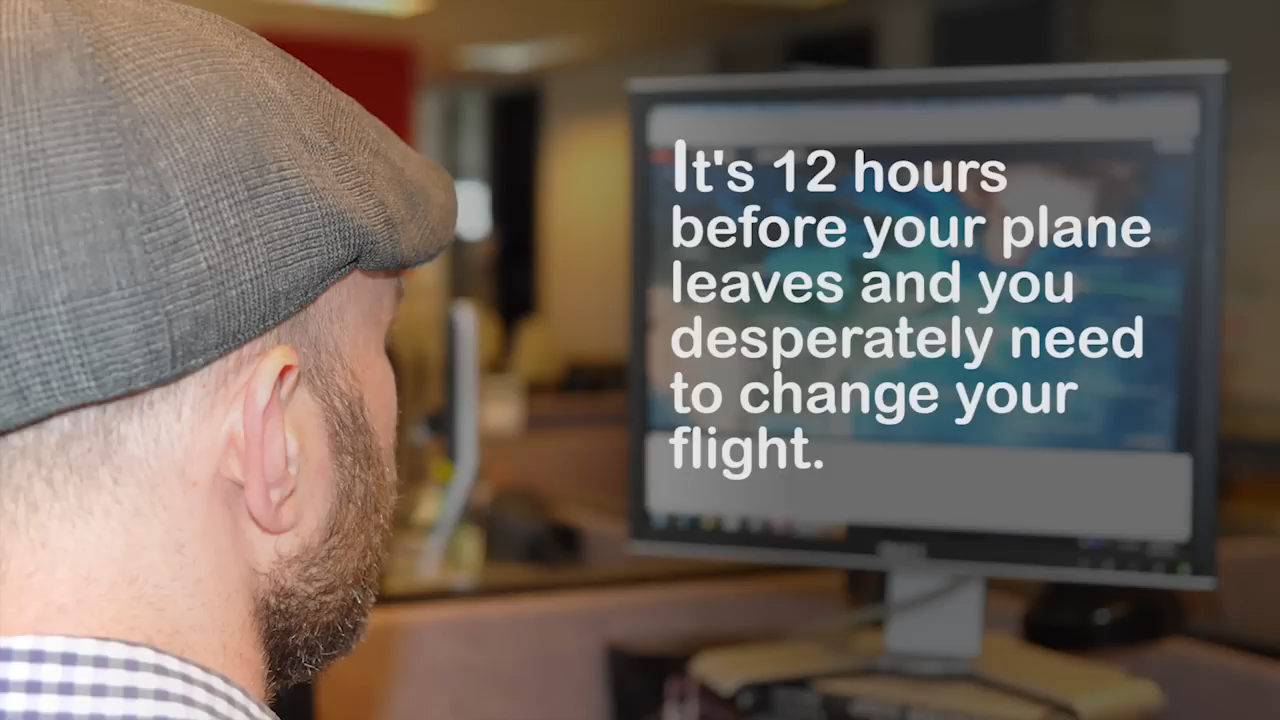 It's 12 hours
before your plane
leaves and you
desperately need
to change your
flight.